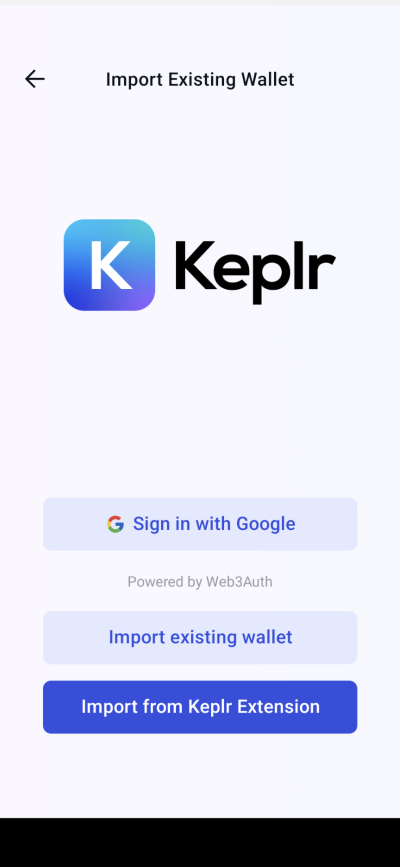 Import Existing Wallet
K Keplr
Sign in with Google
Powered by Web3Auth
Import existing wallet
Import from Keplr Extension